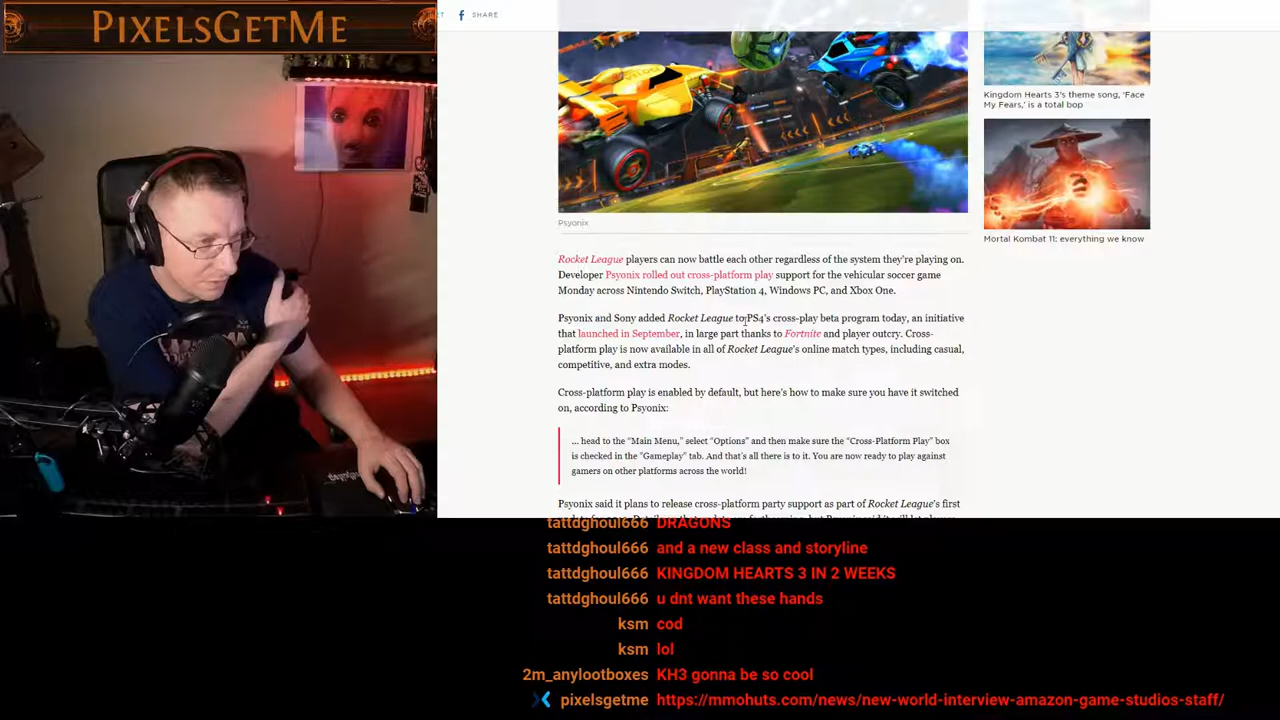 PIXELSGETME
SHARE
Psyonix
Rocket League players can now battle each other regardless of the system they're playing on.
Developer Psyonix rolled out cross-platform play support for the vehicular soccer game
Monday across Nintendo Switch, PlayStation 4, Windows PC, and Xbox One.
Psyonix and Sony added Rocket League to PS4's cross-play beta program today, an initiative
that launched in September, in large part thanks to Fortnite and player outcry. Cross-
platform play is now available in all of Rocket League's online match types, including casual,
competitive, and extra modes.
Cross-platform play is enabled by default, but here's how to make sure you have it switched
on, according to Psyonix:
... head to the "Main Menu," select "Options" and then make sure the "Cross-Platform Play" box
is checked in the "Gameplay" tab. And that's all there is to it. You are now ready to play against
gamers on other platforms across the world!
Psyonix said it plans to release cross-platform party support as part of Rocket League's first
Kingdom Hearts 3's theme song, 'Face
My Fears,' is a total bop
Mortal Kombat 11: everything we know
tattdghoul666 DRAGONS
tattdghoul666 and a new class and storyline
tattdghoul666 KINGDOM HEARTS 3 IN 2 WEEKS
tattdghoul666 u dnt want these hands
ksm cod
ksm lol
2m_anylootboxes KH3 gonna be so cool
pixelsgetme https://mmohuts.com/news/new-world-interview-amazon-game-studios-staff/